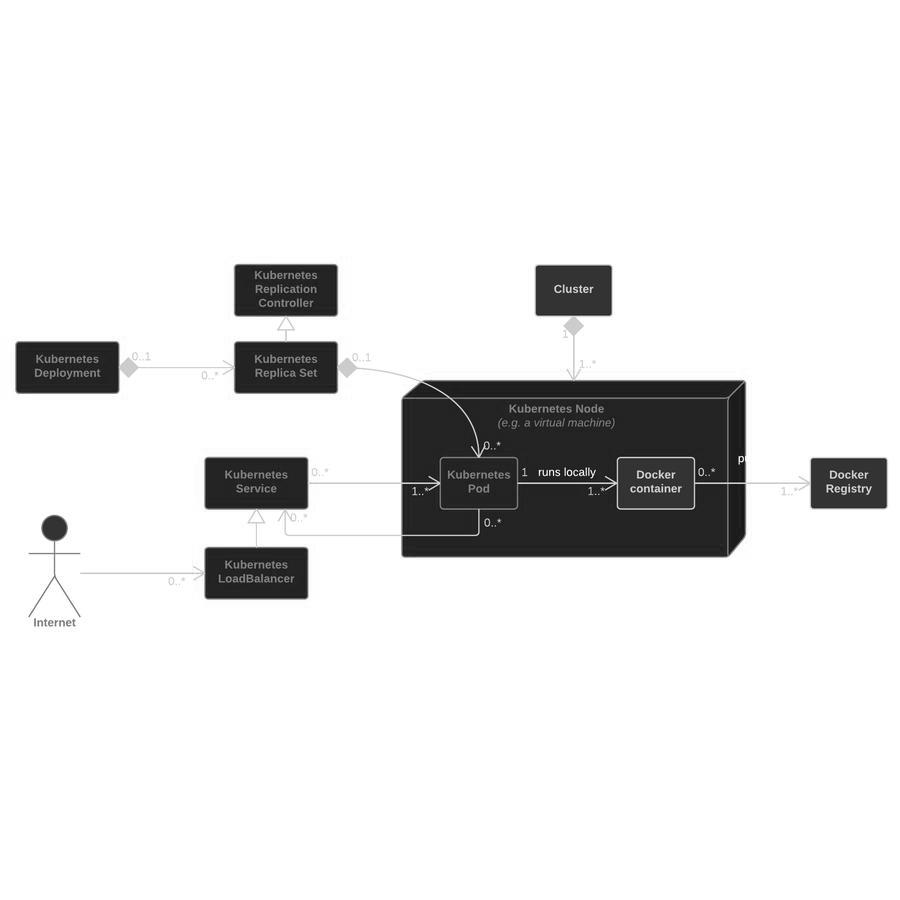 Kubernetes
Replication
Controller
Cluster
1
1..*
Kubernetes
Deployment
0..1
0..*
Kubernetes
Replica Set
0..1
Kubernetes Node
(e.g. a virtual machine)
0..*
Kubernetes
Service
0..*
1..*
Kubernetes
Pod
1
runs locally
1..*
Docker
container
0..*
1..*
Docker
Registry
0..*
0..*
Kubernetes
LoadBalancer
0..*
Internet